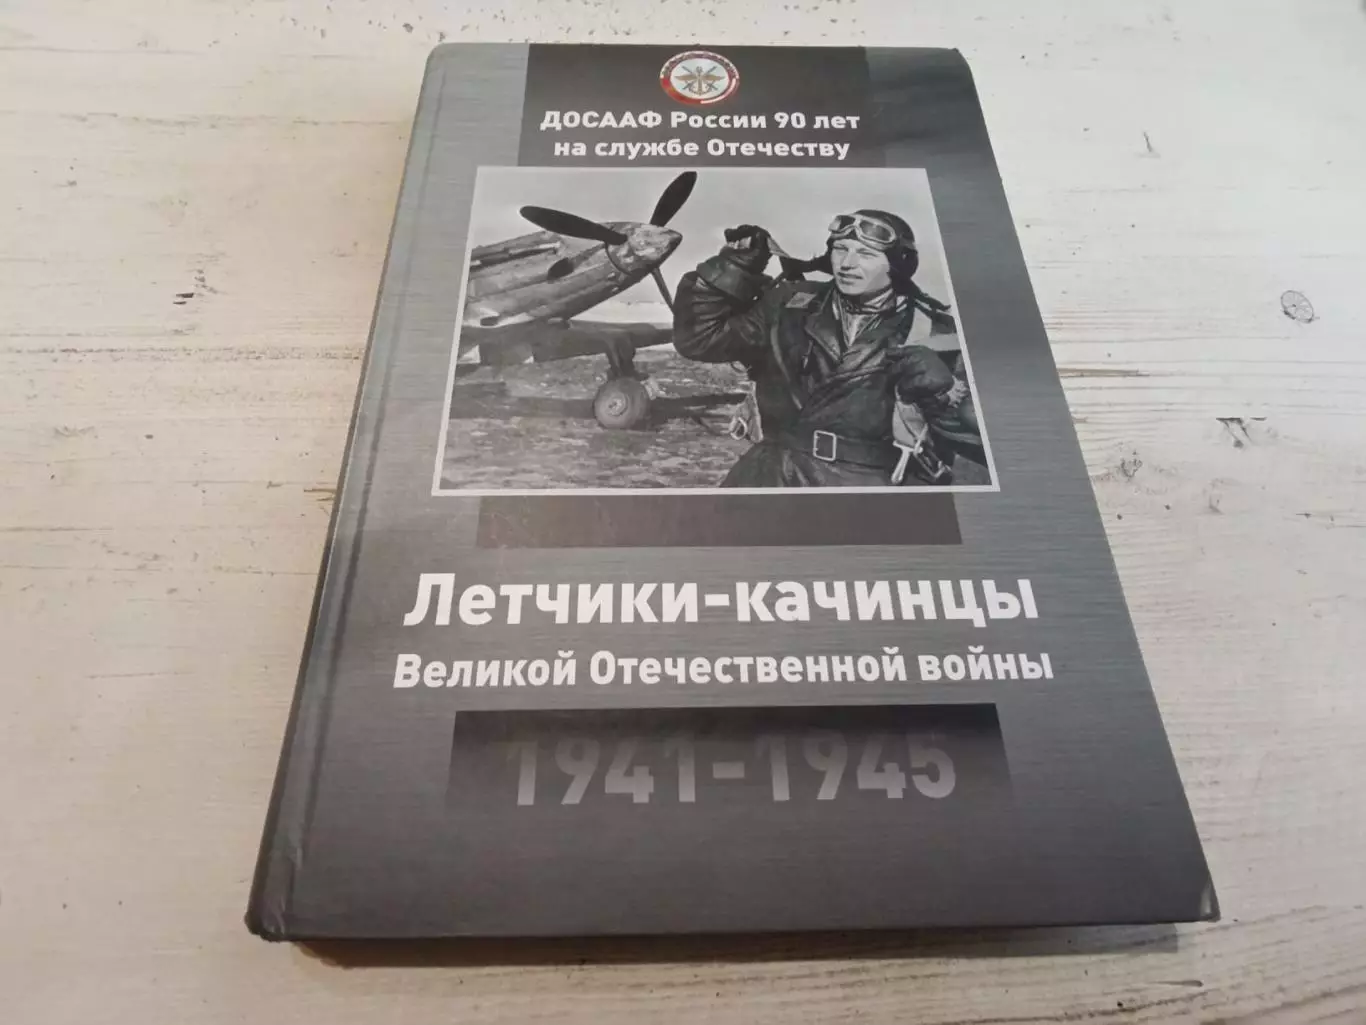 ДОСААФ России 90 лет
на службе Отечеству
Летчики-качинцы
Великой Отечественной войны
1941-1945